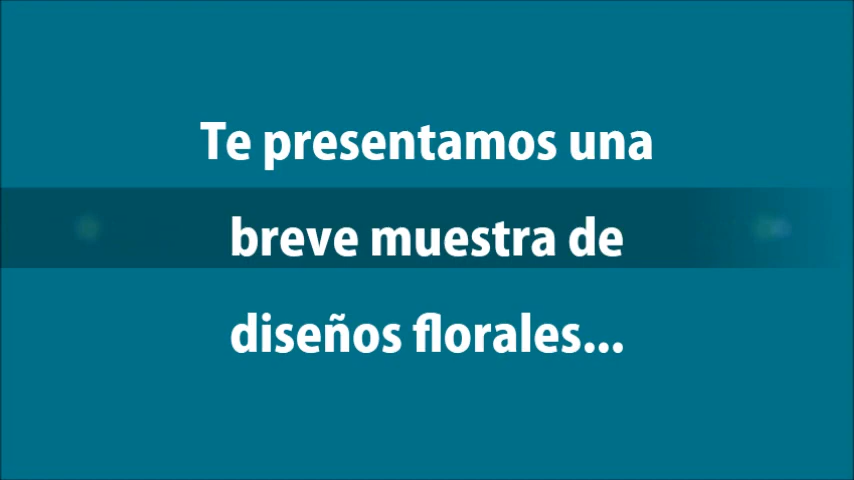 Te presentamos una
breve muestra de
diseños florales...